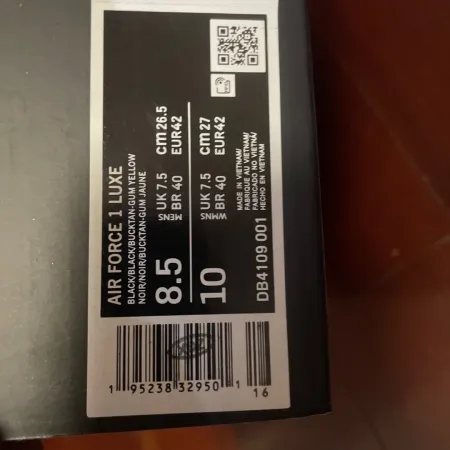 AIR FORCE 1 LUXE
BLACK/BLACK/BUCKTAN-GUM YELLOW
NOIR/NOIR/BUCKTAN-GUM JAUNE
8.5
MENS
UK 7.5
BR 40
cm 26.5
EUR 42
10
WMNS
UK 7.5
BR 40
cm 27
EUR 42
DB4109 001
MADE IN VIETNAM/
FABRIQUE AU VIETNAM/
FABRICADO NO VIETNÃ/
HECHO EN VIETNAM
1 95238 32950 1
16